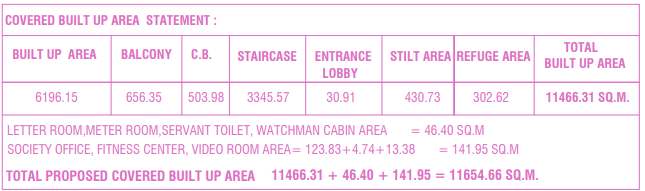 COVERED BUILT UP AREA STATEMENT :
BUILT UP AREA BALCONY C.B. STAIRCASE ENTRANCE LOBBY STILT AREA REFUGE AREA TOTAL BUILT UP AREA
6196.15 656.35 503.98 3345.57 30.91 430.73 302.62 11466.31 SQ.M.
LETTER ROOM,METER ROOM,SERVANT TOILET, WATCHMAN CABIN AREA = 46.40 SQ.M
SOCIETY OFFICE, FITNESS CENTER, VIDEO ROOM AREA= 123.83+4.74+13.38 = 141.95 SQ.M
TOTAL PROPOSED COVERED BUILT UP AREA 11466.31 + 46.40 + 141.95 = 11654.66 SQ.M.